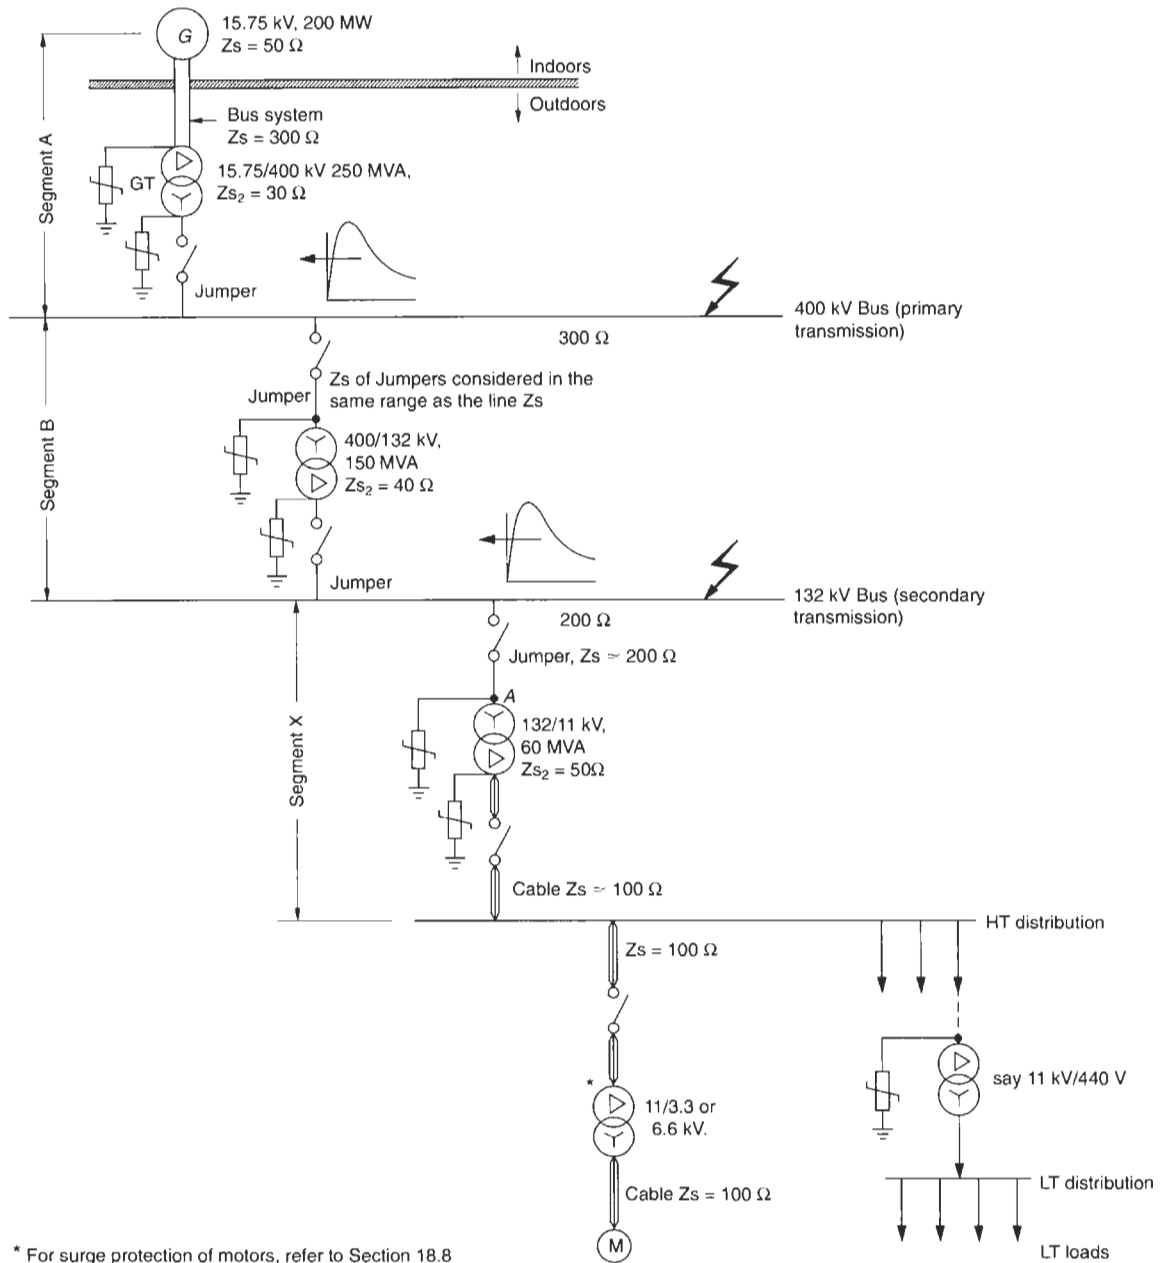 G
15.75 kV, 200 MW
Zs = 50 Ω
Indoors
Outdoors
Segment A
Bus system
Zs = 300 Ω
GT
15.75/400 kV 250 MVA,
Zs₂ = 30 Ω
Jumper
400 kV Bus (primary
transmission)
300 Ω
Segment B
Jumper
Zs of Jumpers considered in the
same range as the line Zs
400/132 kV,
150 MVA
Zs₂ = 40 Ω
Jumper
132 kV Bus (secondary
transmission)
200 Ω
Segment X
Jumper, Zs ≃ 200 Ω
A
132/11 kV,
60 MVA
Zs₂ = 50Ω
Cable Zs ≃ 100 Ω
HT distribution
Zs = 100 Ω
*
11/3.3 or
6.6 kV.
say 11 kV/440 V
Cable Zs = 100 Ω
LT distribution
M
LT loads
* For surge protection of motors, refer to Section 18.8